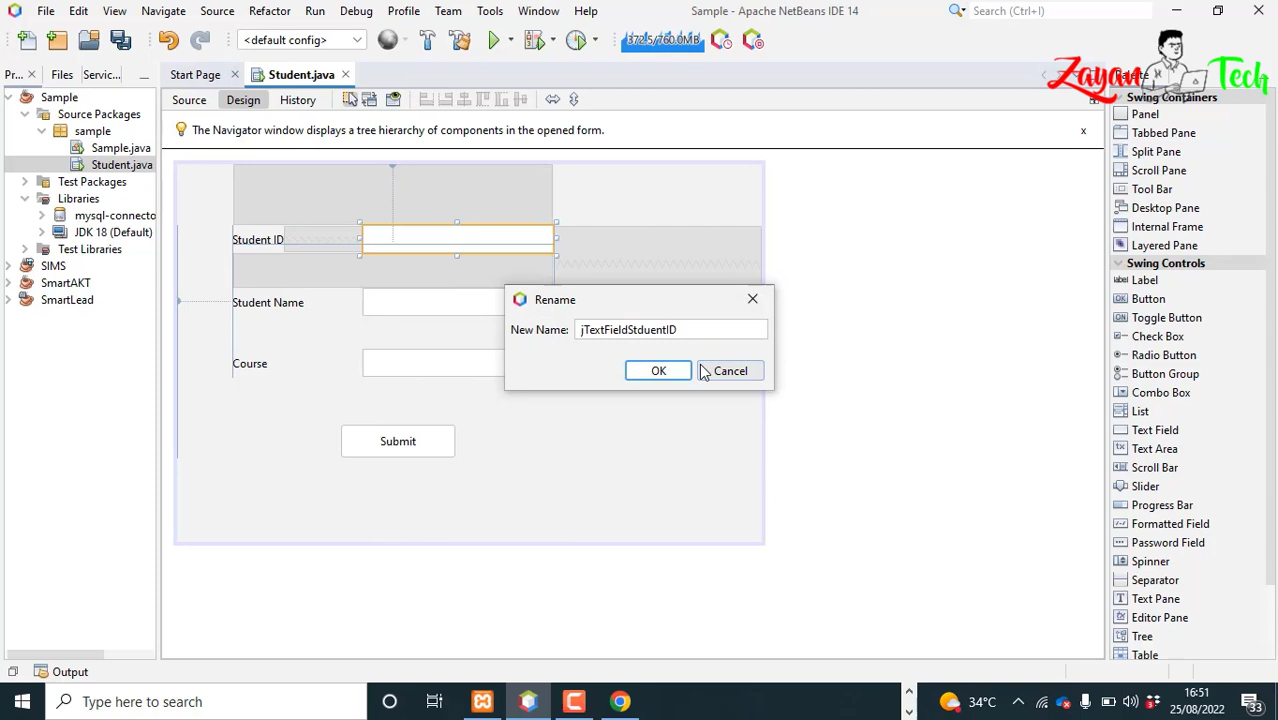 File Edit View Navigate Source Refactor Run Debug Profile Team Tools Window Help
Sample - Apache NetBeans IDE 14
Search (Ctrl+I)
<default config>
372.5/760.0MB
Zayan Tech
Pr... Files Servic...
Start Page
Student.java
Source Design History
The Navigator window displays a tree hierarchy of components in the opened form.
x
Sample
Source Packages
sample
Sample.java
Student.java
Test Packages
Libraries
mysql-connecto
JDK 18 (Default)
Test Libraries
SIMS
SmartAKT
SmartLead
Student ID
Student Name
Course
Submit
Rename
New Name: jTextFieldStduentID
OK Cancel
Swing Containers
Panel
Tabbed Pane
Split Pane
Scroll Pane
Tool Bar
Desktop Pane
Internal Frame
Layered Pane
Swing Controls
Label
Button
Toggle Button
Check Box
Radio Button
Button Group
Combo Box
List
Text Field
Text Area
Scroll Bar
Slider
Progress Bar
Formatted Field
Password Field
Spinner
Separator
Text Pane
Editor Pane
Tree
Table
Output
Type here to search
34°C
16:51
25/08/2022
33